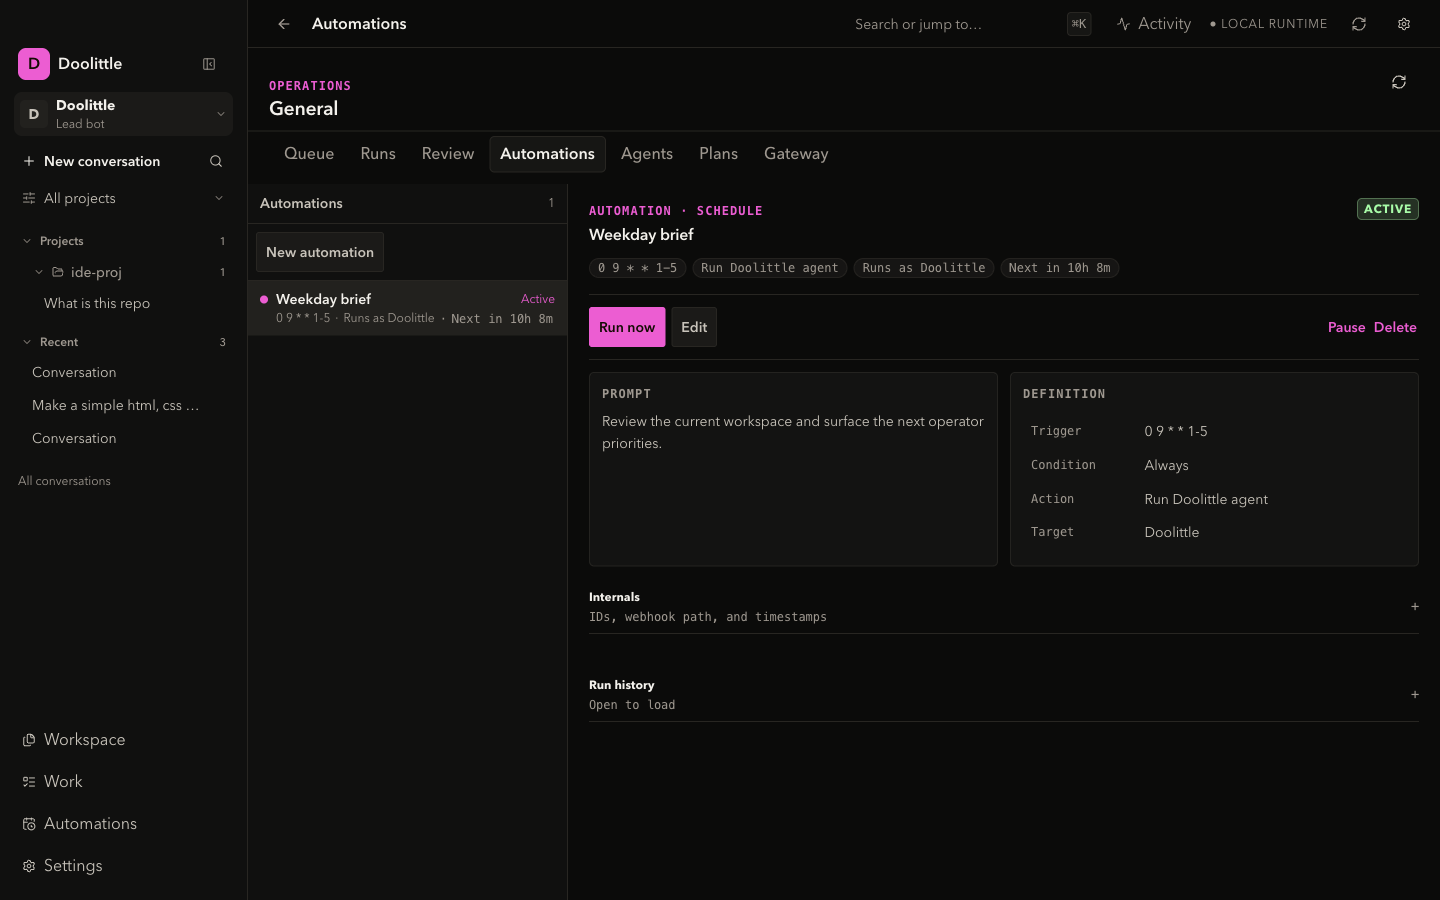 D Doolittle
D Doolittle
Lead bot
New conversation
All projects
Projects 1
ide-proj 1
What is this repo
Recent 3
Conversation
Make a simple html, css …
Conversation
All conversations
Workspace
Work
Automations
Settings
Automations
Search or jump to… ⌘K
Activity
• LOCAL RUNTIME
OPERATIONS
General
Queue Runs Review Automations Agents Plans Gateway
Automations 1
New automation
Weekday brief Active
0 9 * * 1-5 · Runs as Doolittle · Next in 10h 8m
AUTOMATION · SCHEDULE
ACTIVE
Weekday brief
0 9 * * 1-5 Run Doolittle agent Runs as Doolittle Next in 10h 8m
Run now Edit Pause Delete
PROMPT
Review the current workspace and surface the next operator
priorities.
DEFINITION
Trigger 0 9 * * 1-5
Condition Always
Action Run Doolittle agent
Target Doolittle
Internals
IDs, webhook path, and timestamps
+
Run history
Open to load
+